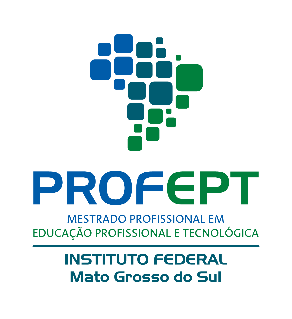 PROFEPT
MESTRADO PROFISSIONAL EM
EDUCAÇÃO PROFISSIONAL E TECNOLÓGICA
INSTITUTO FEDERAL
Mato Grosso do Sul